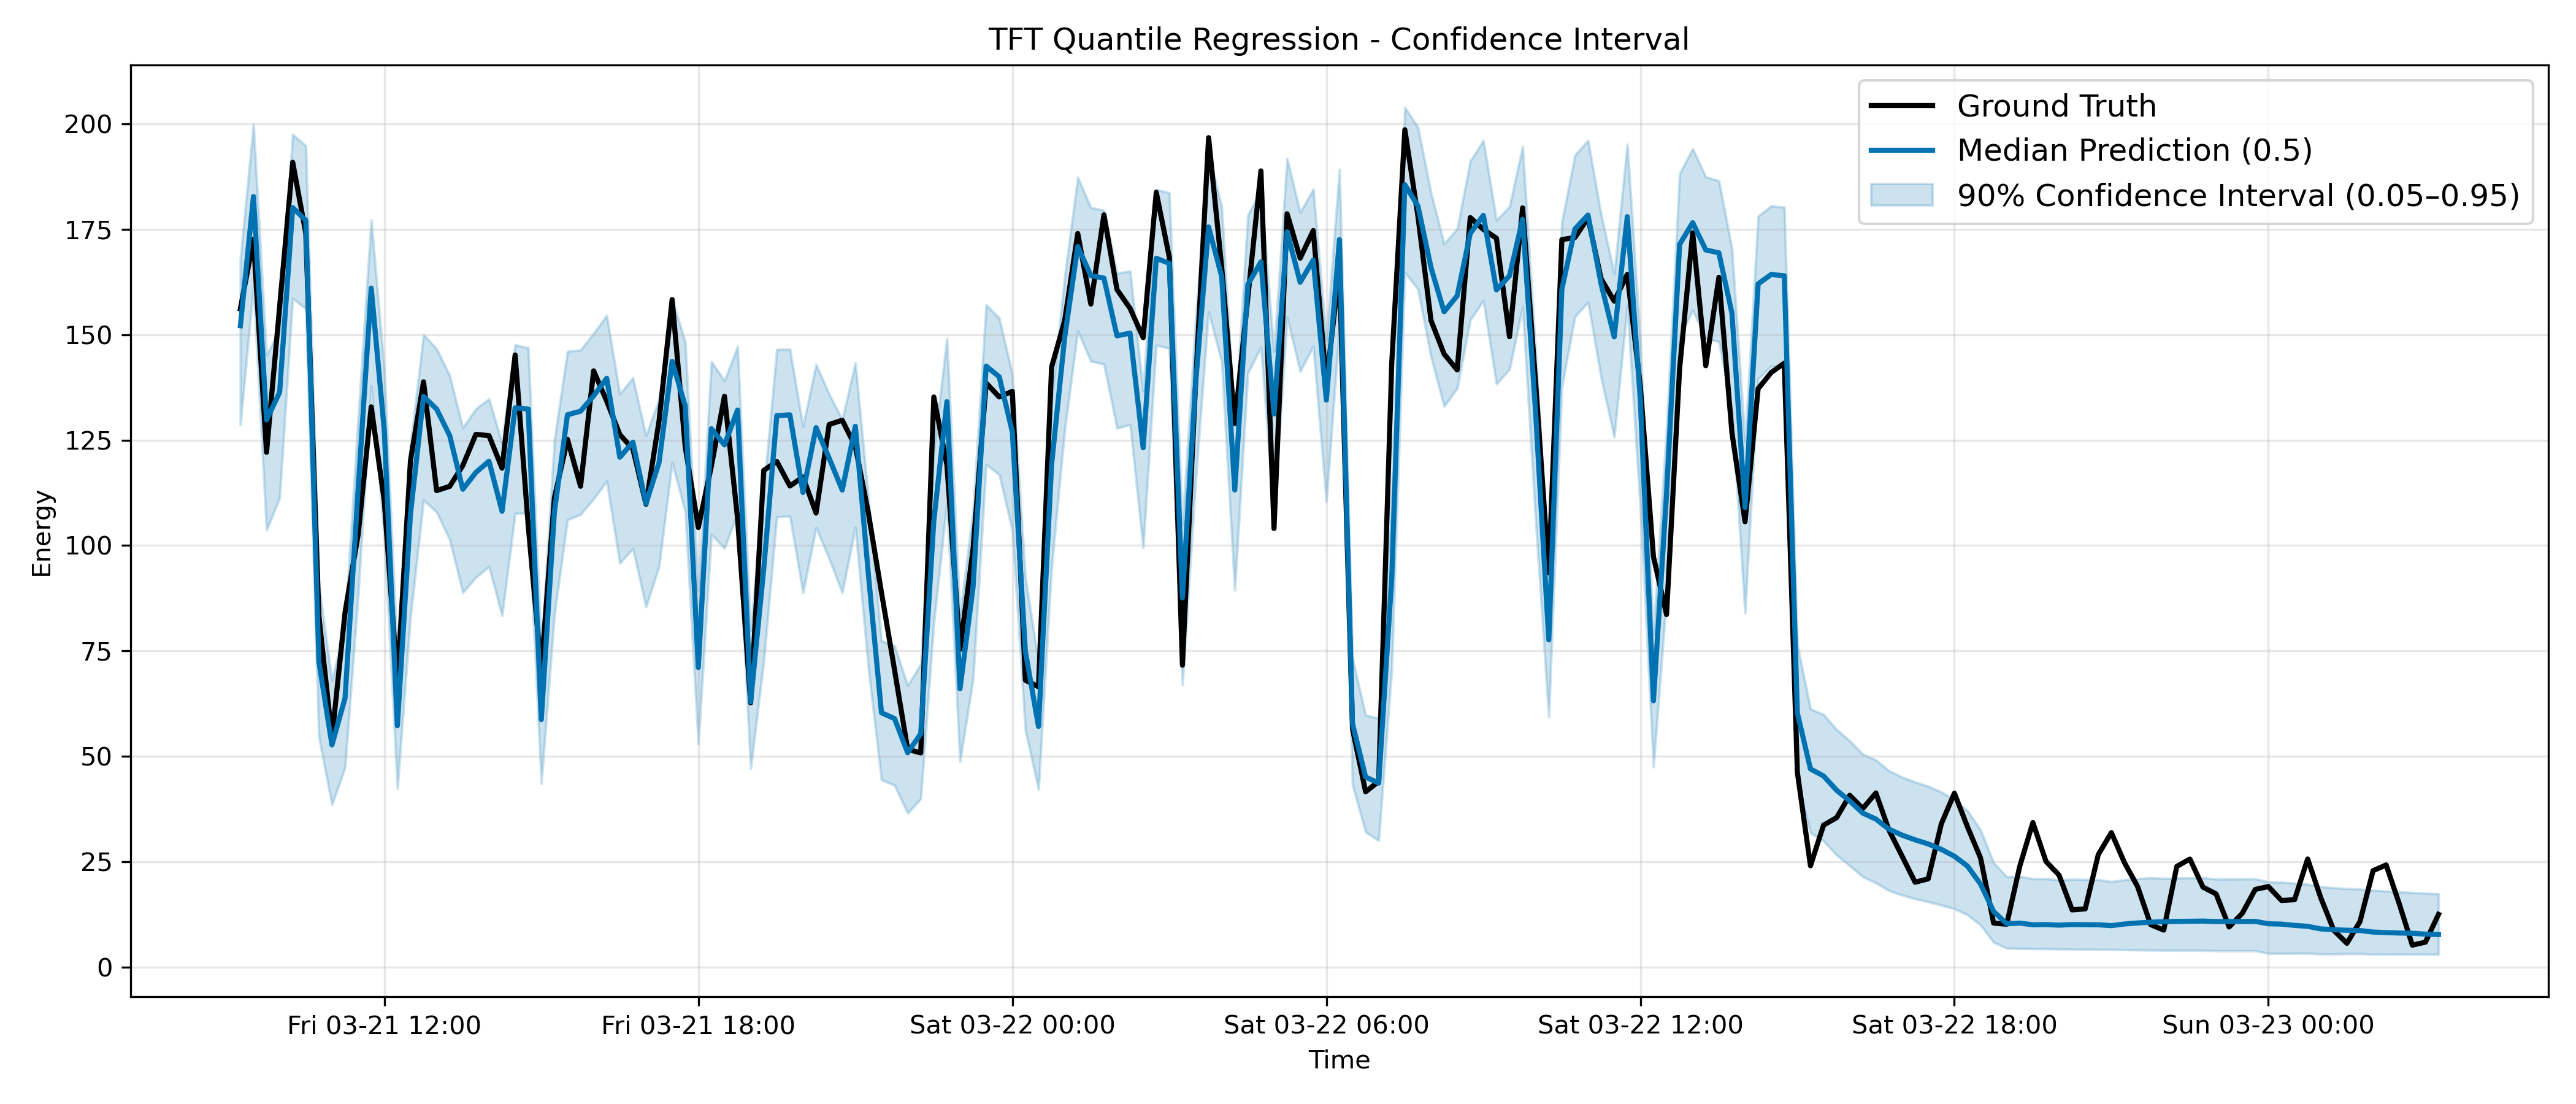 TFT Quantile Regression - Confidence Interval
Ground Truth
Median Prediction (0.5)
90% Confidence Interval (0.05–0.95)
Energy
200
175
150
125
100
75
50
25
0
Fri 03-21 12:00
Fri 03-21 18:00
Sat 03-22 00:00
Sat 03-22 06:00
Sat 03-22 12:00
Sat 03-22 18:00
Sun 03-23 00:00
Time